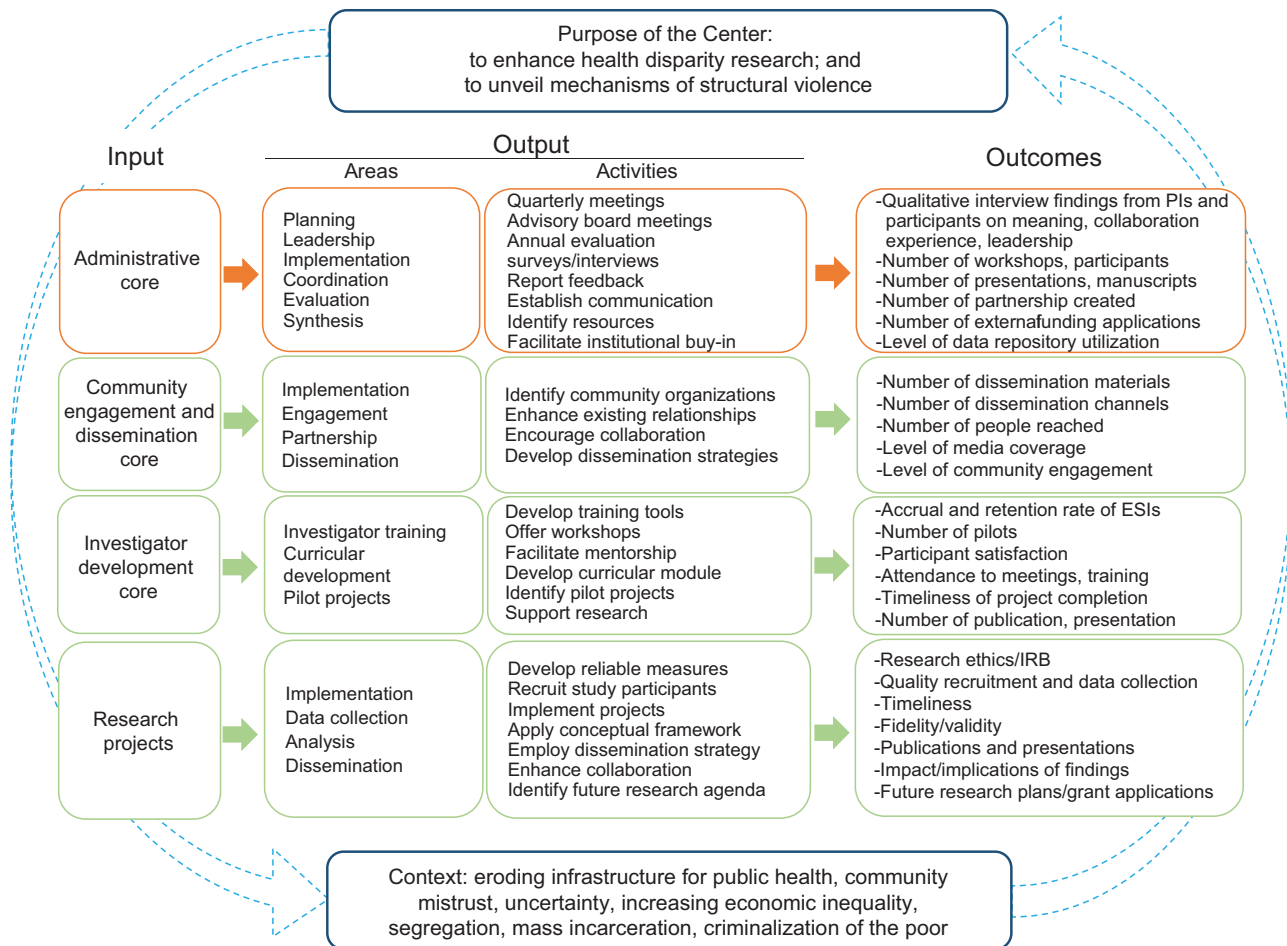 Purpose of the Center:
to enhance health disparity research; and
to unveil mechanisms of structural violence
Input
Output
Areas
Activities
Outcomes
Administrative
core
Planning
Leadership
Implementation
Coordination
Evaluation
Synthesis
Quarterly meetings
Advisory board meetings
Annual evaluation
surveys/interviews
Report feedback
Establish communication
Identify resources
Facilitate institutional buy-in
-Qualitative interview findings from PIs and
participants on meaning, collaboration
experience, leadership
-Number of workshops, participants
-Number of presentations, manuscripts
-Number of partnership created
-Number of externafunding applications
-Level of data repository utilization
Community
engagement and
dissemination
core
Implementation
Engagement
Partnership
Dissemination
Identify community organizations
Enhance existing relationships
Encourage collaboration
Develop dissemination strategies
-Number of dissemination materials
-Number of dissemination channels
-Number of people reached
-Level of media coverage
-Level of community engagement
Investigator
development
core
Investigator training
Curricular
development
Pilot projects
Develop training tools
Offer workshops
Facilitate mentorship
Develop curricular module
Identify pilot projects
Support research
-Accrual and retention rate of ESIs
-Number of pilots
-Participant satisfaction
-Attendance to meetings, training
-Timeliness of project completion
-Number of publication, presentation
Research
projects
Implementation
Data collection
Analysis
Dissemination
Develop reliable measures
Recruit study participants
Implement projects
Apply conceptual framework
Employ dissemination strategy
Enhance collaboration
Identify future research agenda
-Research ethics/IRB
-Quality recruitment and data collection
-Timeliness
-Fidelity/validity
-Publications and presentations
-Impact/implications of findings
-Future research plans/grant applications
Context: eroding infrastructure for public health, community
mistrust, uncertainty, increasing economic inequality,
segregation, mass incarceration, criminalization of the poor